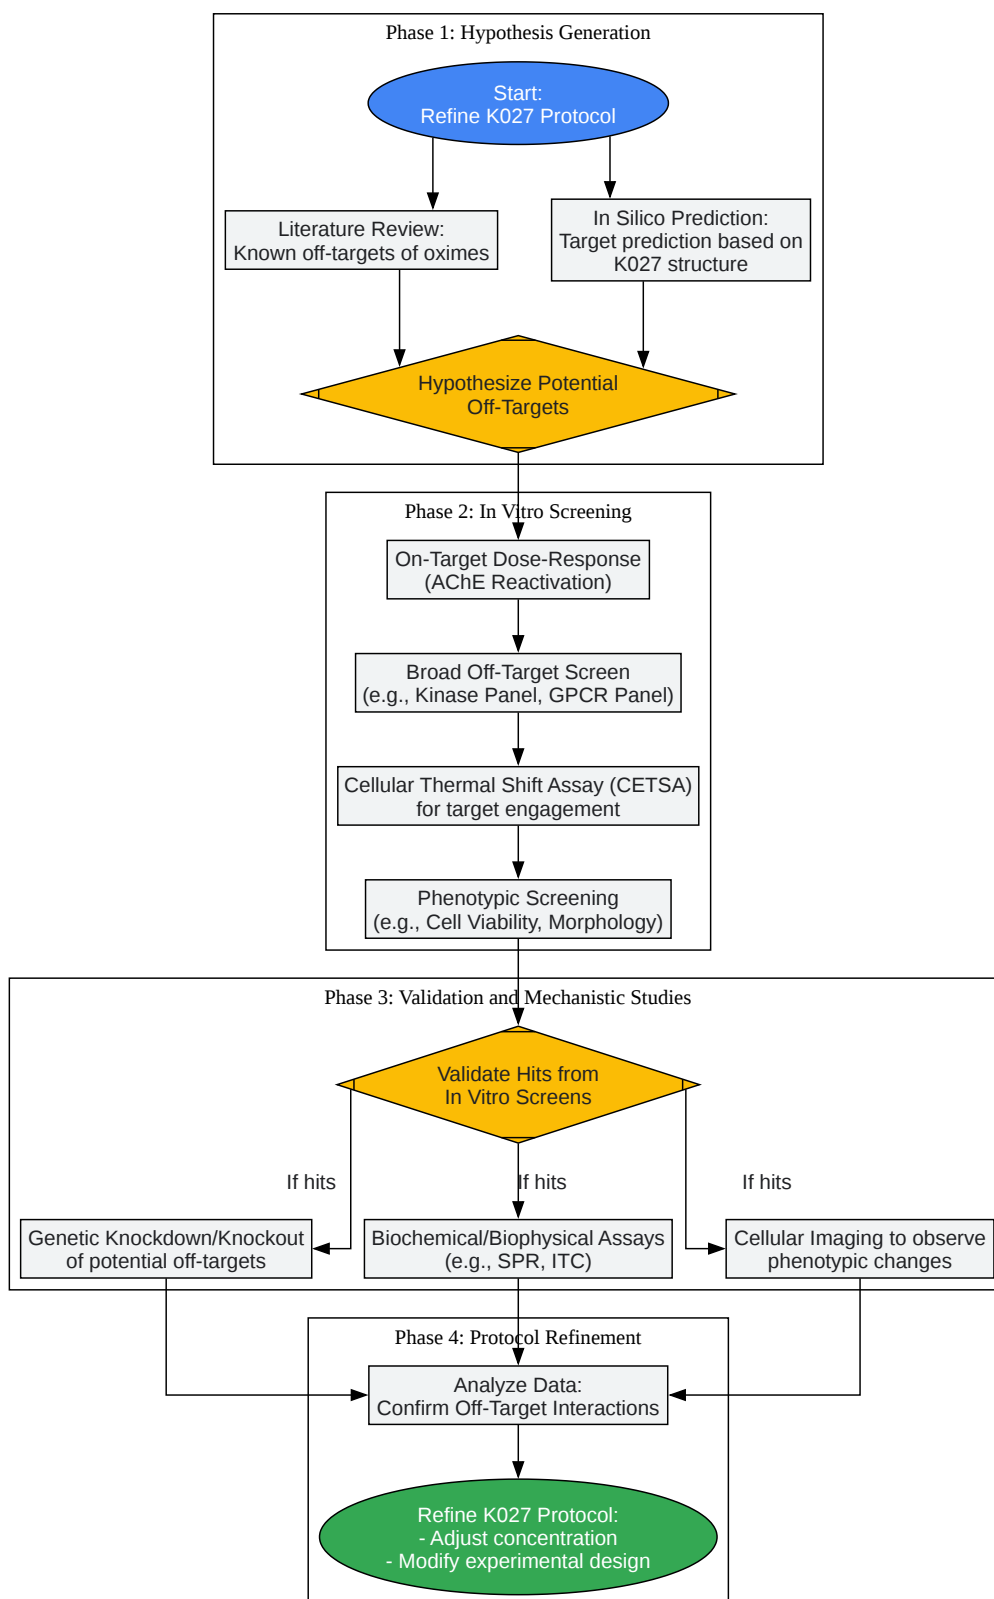 Phase 1: Hypothesis Generation
Start:
Refine K027 Protocol
Literature Review:
Known off-targets of oximes
In Silico Prediction:
Target prediction based on
K027 structure
Hypothesize Potential
Off-Targets
Phase 2: In Vitro Screening
On-Target Dose-Response
(AChE Reactivation)
Broad Off-Target Screen
(e.g., Kinase Panel, GPCR Panel)
Cellular Thermal Shift Assay (CETSA)
for target engagement
Phenotypic Screening
(e.g., Cell Viability, Morphology)
Phase 3: Validation and Mechanistic Studies
Validate Hits from
In Vitro Screens
If hits
If hits
If hits
Genetic Knockdown/Knockout
of potential off-targets
Biochemical/Biophysical Assays
(e.g., SPR, ITC)
Cellular Imaging to observe
phenotypic changes
Phase 4: Protocol Refinement
Analyze Data:
Confirm Off-Target Interactions
Refine K027 Protocol:
- Adjust concentration
- Modify experimental design